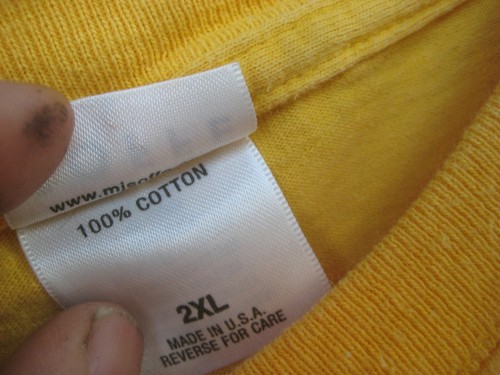 100% COTTON
2XL
MADE IN U.S.A.
REVERSE FOR CARE